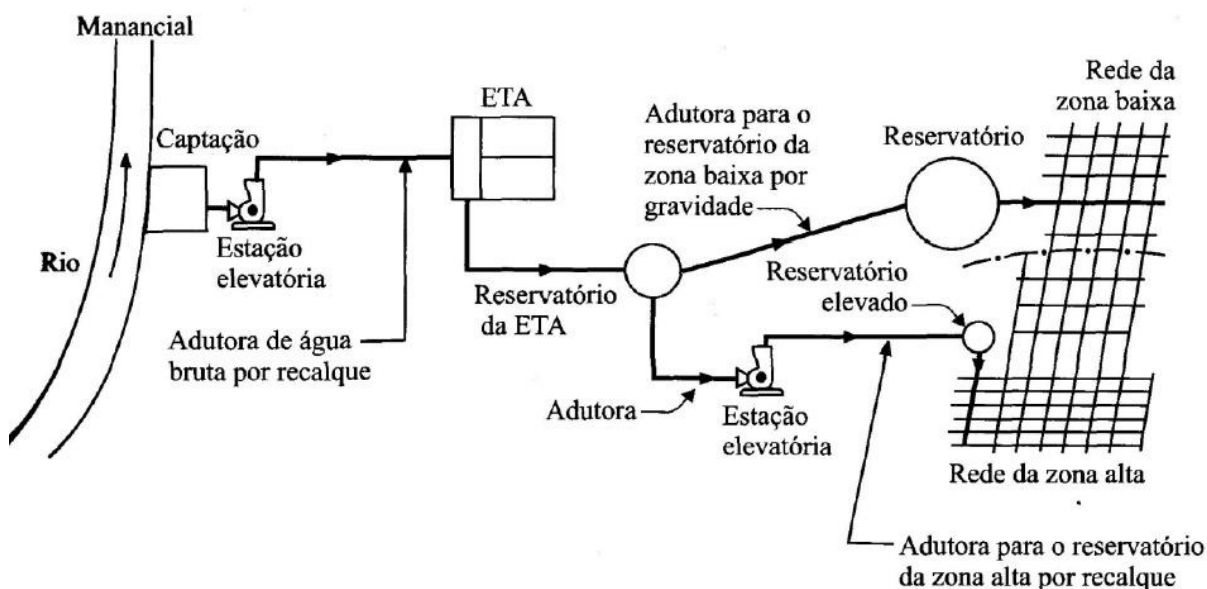 Manancial
Rio
Captação
Estação
elevatória
Adutora de água
bruta por recalque
ETA
Reservatório
da ETA
Adutora para o
reservatório da
zona baixa por
gravidade
Reservatório
Rede da
zona baixa
Reservatório
elevado
Adutora
Estação
elevatória
Rede da zona alta
Adutora para o reservatório
da zona alta por recalque